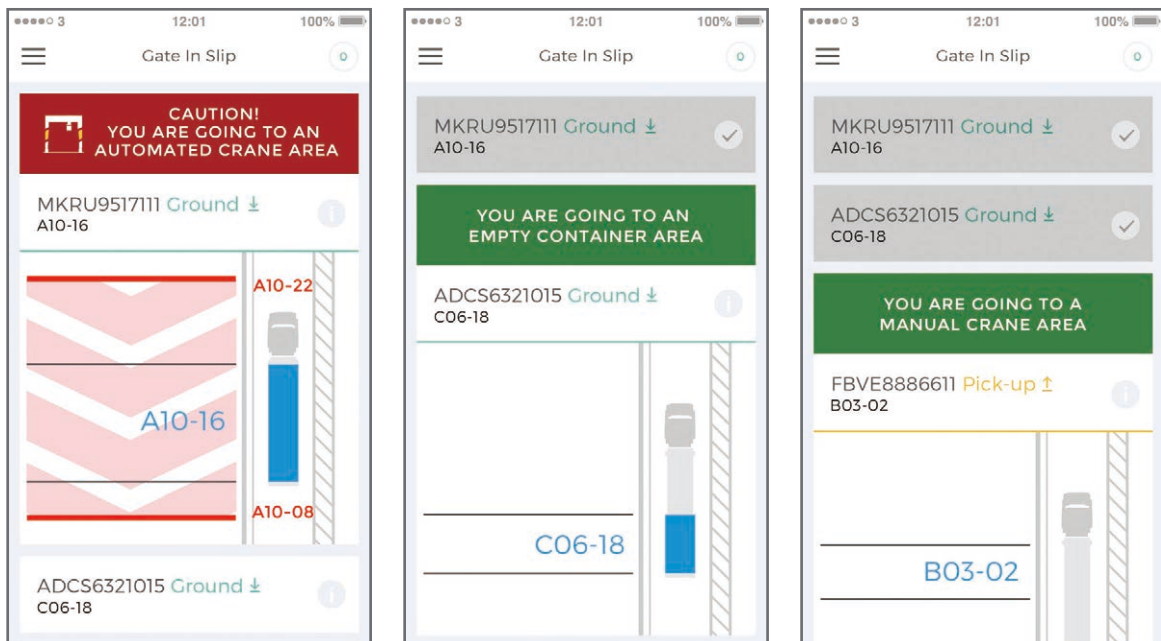 ●●●●○ 3 12:01 100%
Gate In Slip 0
CAUTION!
YOU ARE GOING TO AN
AUTOMATED CRANE AREA
MKRU9517111 Ground
A10-16
i
A10-22
A10-16
A10-08
ADCS6321015 Ground
C06-18
i
●●●●○ 3 12:01 100%
Gate In Slip 0
MKRU9517111 Ground
A10-16
YOU ARE GOING TO AN
EMPTY CONTAINER AREA
ADCS6321015 Ground
C06-18
i
C06-18
●●●●○ 3 12:01 100%
Gate In Slip 0
MKRU9517111 Ground
A10-16
ADCS6321015 Ground
C06-18
YOU ARE GOING TO A
MANUAL CRANE AREA
FBVE8886611 Pick-up
B03-02
i
B03-02